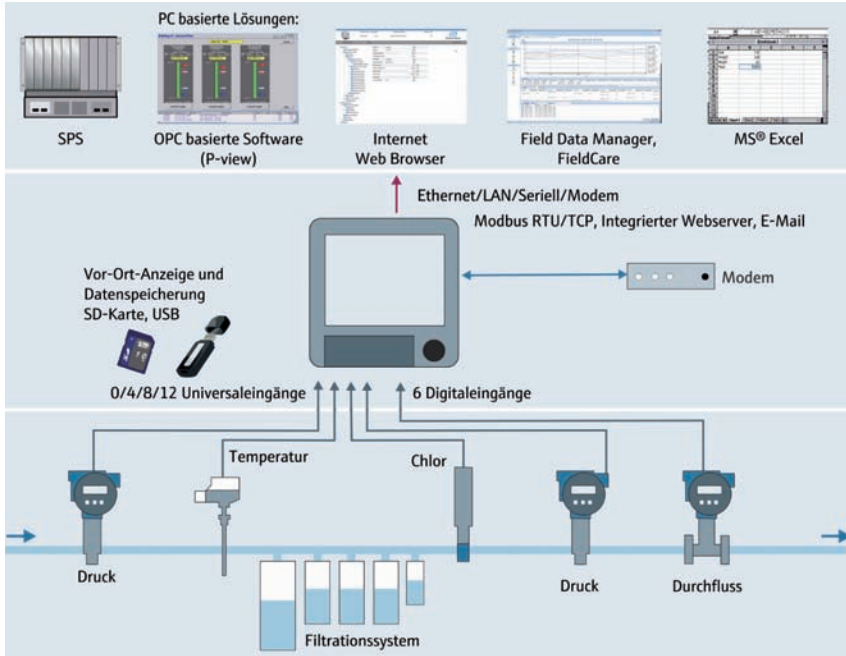 PC basierte Lösungen:
SPS
OPC basierte Software
(P-view)
Internet
Web Browser
Field Data Manager,
FieldCare
MS® Excel
Ethernet/LAN/Seriell/Modem
Modbus RTU/TCP, Integrierter Webserver, E-Mail
Vor-Ort-Anzeige und
Datenspeicherung
SD-Karte, USB
Modem
0/4/8/12 Universaleingänge
6 Digitaleingänge
Temperatur
Chlor
Druck
Druck
Durchfluss
Filtrationssystem